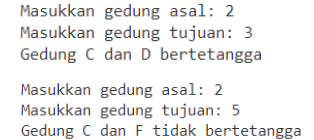 Masukkan gedung asal: 2
Masukkan gedung tujuan: 3
Gedung C dan D bertetangga
Masukkan gedung asal: 2
Masukkan gedung tujuan: 5
Gedung C dan F tidak bertetangga